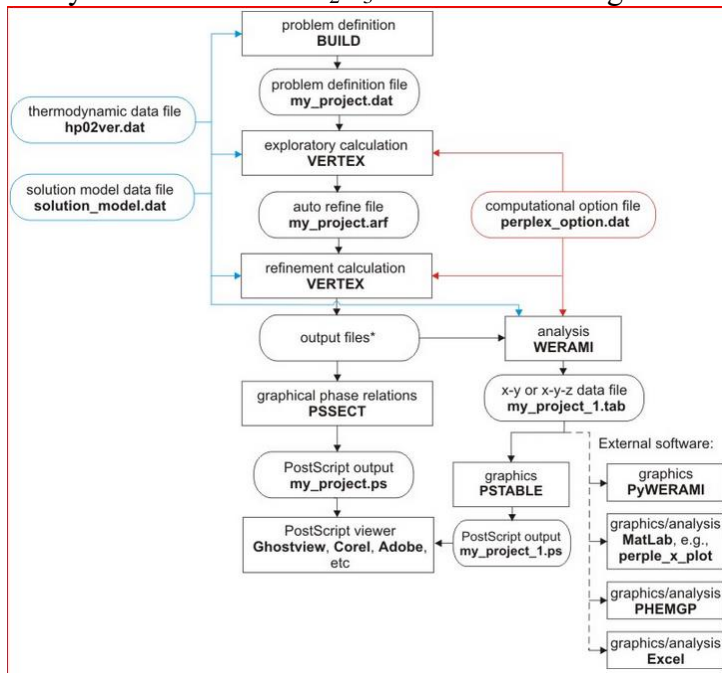 problem definition
BUILD
problem definition file
my_project.dat
thermodynamic data file
hp02ver.dat
exploratory calculation
VERTEX
solution model data file
solution_model.dat
auto refine file
my_project.arf
computational option file
perplex_option.dat
refinement calculation
VERTEX
output files*
analysis
WERAMI
graphical phase relations
PSSECT
x-y or x-y-z data file
my_project_1.tab
External software:
PostScript output
my_project.ps
graphics
PSTABLE
graphics
PyWERAMI
PostScript viewer
Ghostview, Corel, Adobe,
etc
PostScript output
my_project_1.ps
graphics/analysis
MatLab, e.g.,
perple_x_plot
graphics/analysis
PHEMGP
graphics/analysis
Excel